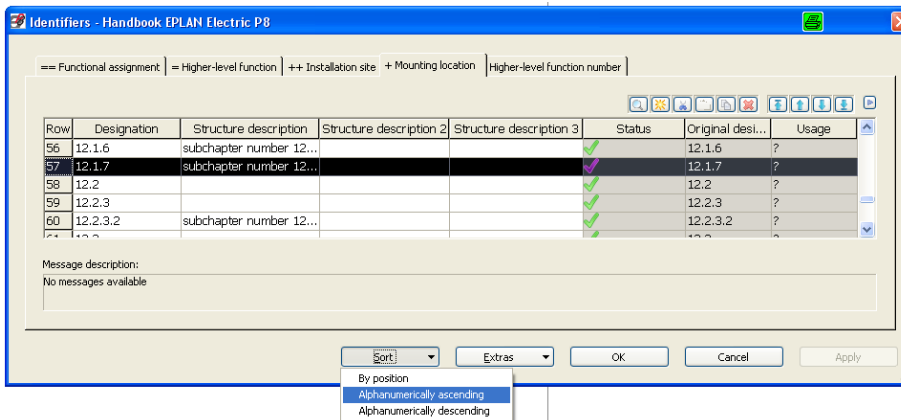 Identifiers - Handbook EPLAN Electric P8
== Functional assignment = Higher-level function ++ Installation site + Mounting location Higher-level function number
Row Designation Structure description Structure description 2 Structure description 3 Status Original desi... Usage
56 12.1.6 subchapter number 12... 12.1.6 ?
57 12.1.7 subchapter number 12... 12.1.7 ?
58 12.2 12.2 ?
59 12.2.3 12.2.3 ?
60 12.2.3.2 subchapter number 12... 12.2.3.2 ?
Message description:
No messages available
Sort Extras OK Cancel Apply
By position
Alphanumerically ascending
Alphanumerically descending